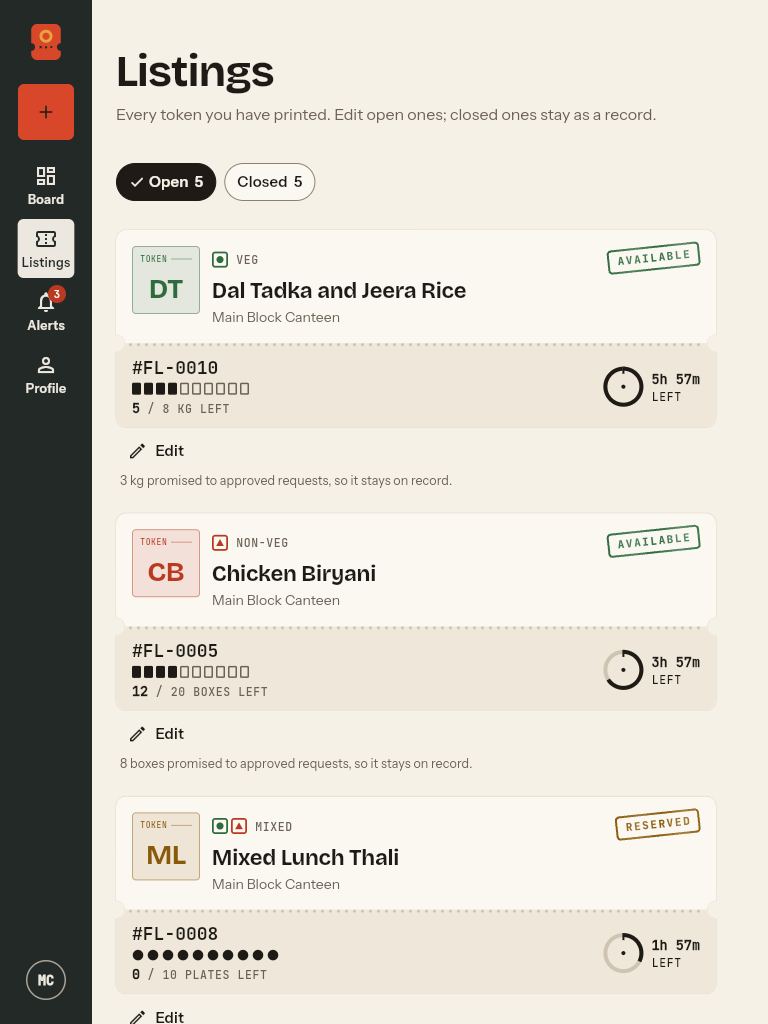 Listings
Every token you have printed. Edit open ones; closed ones stay as a record.
Board
Listings
3
Alerts
Profile
MC
Open 5
Closed 5
TOKEN
DT
VEG
Dal Tadka and Jeera Rice
Main Block Canteen
AVAILABLE
#FL-0010
5 / 8 KG LEFT
5h 57m
LEFT
Edit
3 kg promised to approved requests, so it stays on record.
TOKEN
CB
NON-VEG
Chicken Biryani
Main Block Canteen
AVAILABLE
#FL-0005
12 / 20 BOXES LEFT
3h 57m
LEFT
Edit
8 boxes promised to approved requests, so it stays on record.
TOKEN
ML
MIXED
Mixed Lunch Thali
Main Block Canteen
RESERVED
#FL-0008
0 / 10 PLATES LEFT
1h 57m
LEFT
Edit